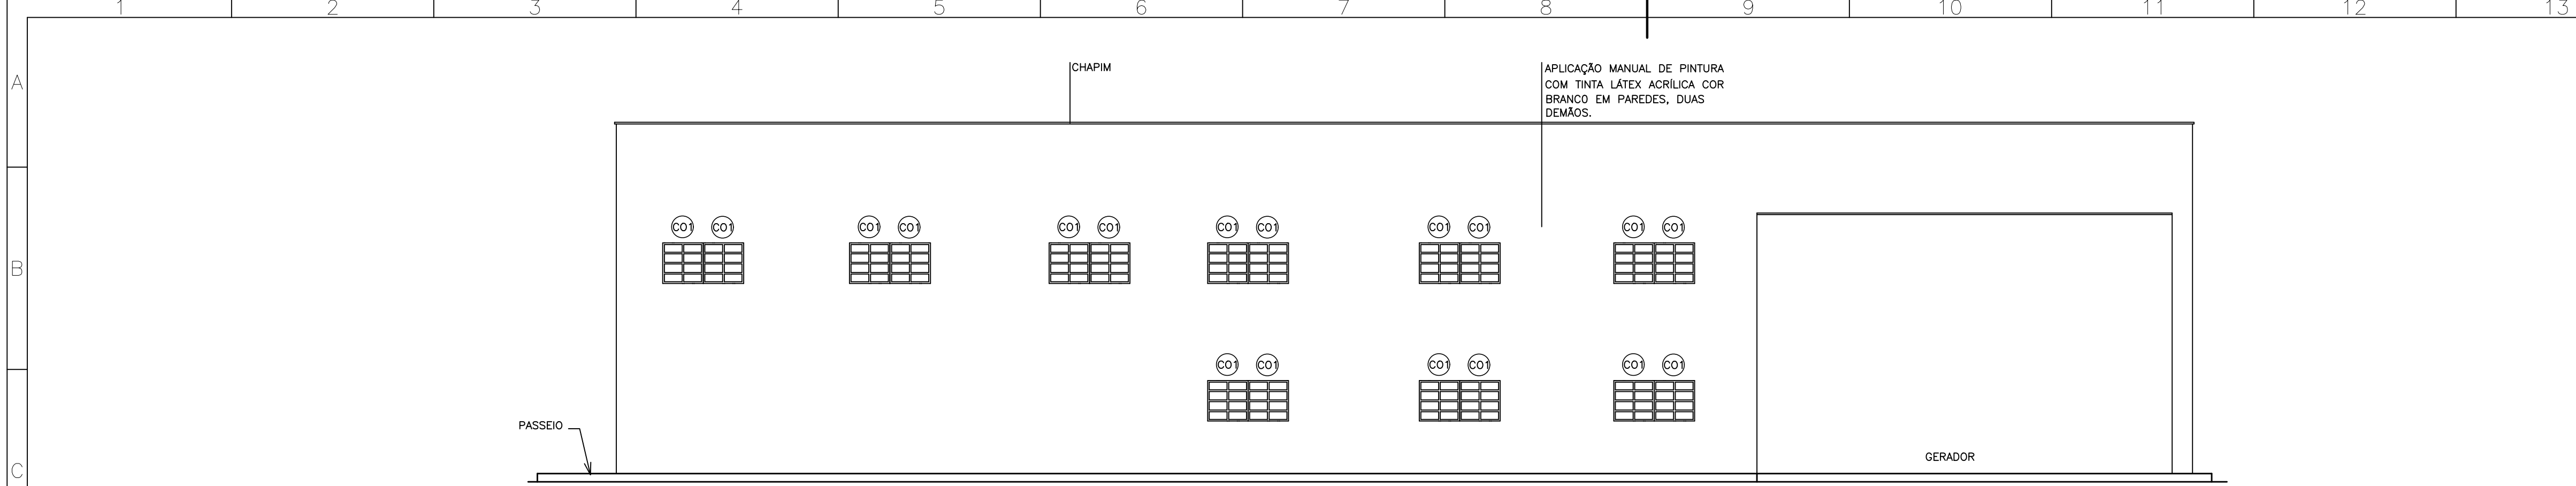 1 2 3 4 5 6 7 8 9 10 11 12 13
A
CHAPIM
APLICAÇÃO MANUAL DE PINTURA
COM TINTA LÁTEX ACRÍLICA COR
BRANCO EM PAREDES, DUAS
DEMÃOS.
CO1 CO1 CO1 CO1 CO1 CO1 CO1 CO1 CO1 CO1 CO1 CO1
B
CO1 CO1 CO1 CO1 CO1 CO1
PASSEIO
GERADOR
C